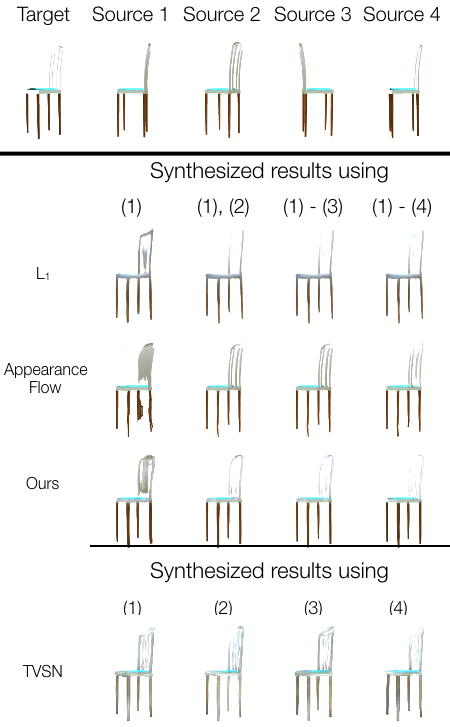 Target Source 1 Source 2 Source 3 Source 4
Synthesized results using
(1) (1), (2) (1) - (3) (1) - (4)
L₁
Appearance
Flow
Ours
Synthesized results using
(1) (2) (3) (4)
TVSN